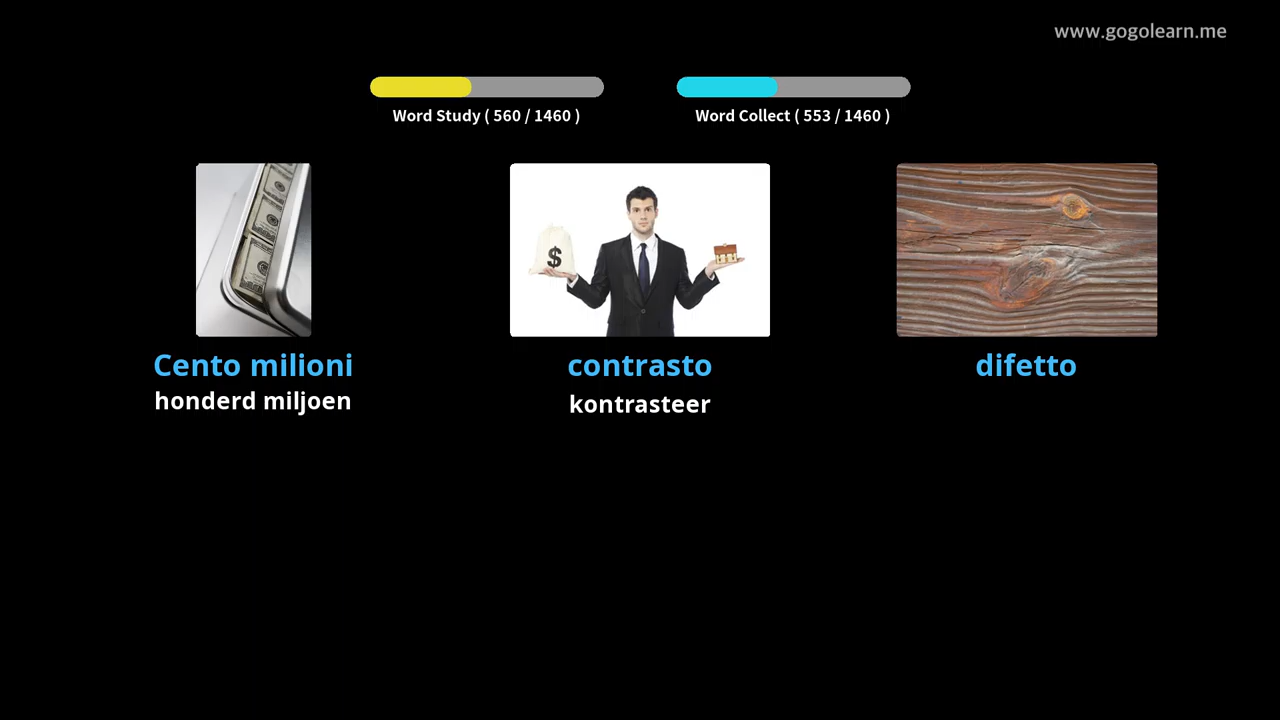 www.gogolearn.me
Word Study ( 560 / 1460 )
Word Collect ( 553 / 1460 )
$
Cento milioni
contrasto
difetto
honderd miljoen
kontrasteer